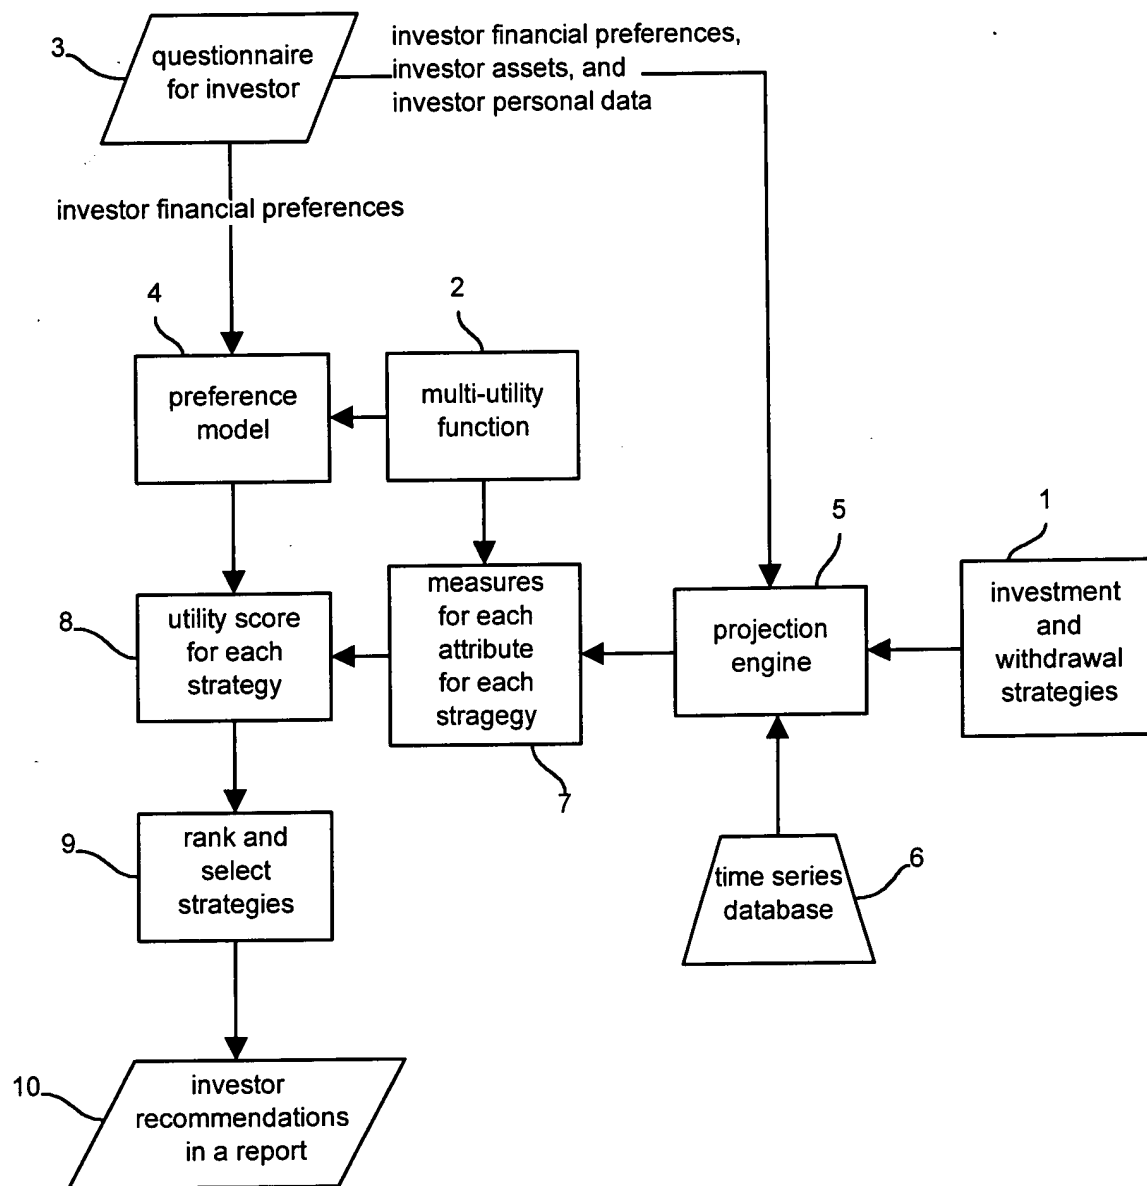 3
questionnaire
for investor
investor financial preferences,
investor assets, and
investor personal data
investor financial preferences
4
preference
model
2
multi-utility
function
5
projection
engine
1
investment
and
withdrawal
strategies
8
utility score
for each
strategy
measures
for each
attribute
for each
stragegy
7
9
rank and
select
strategies
6
time series
database
10
investor
recommendations
in a report